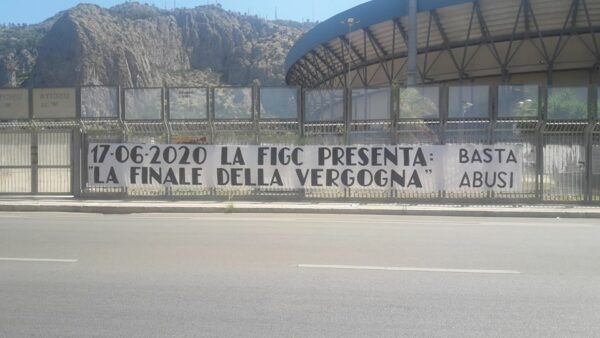 17-06-2020 LA FIGC PRESENTA:
"LA FINALE DELLA VERGOGNA"
BASTA
ABUSI